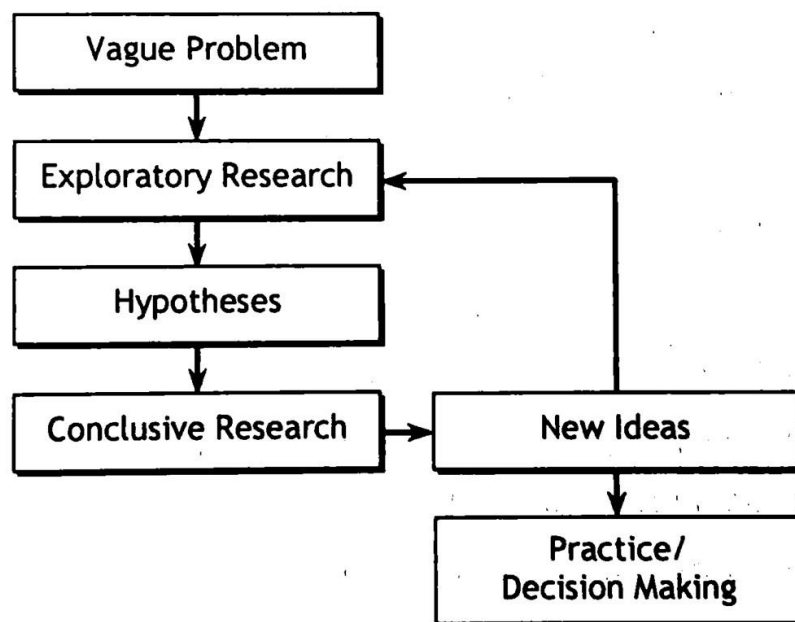 Vague Problem
Exploratory Research
Hypotheses
Conclusive Research
New Ideas
Practice/
Decision Making